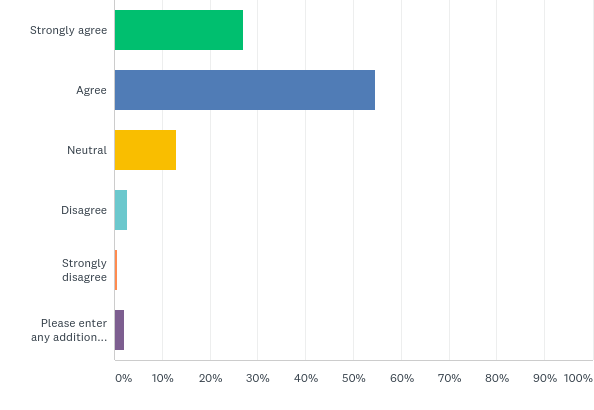 Strongly agree
Agree
Neutral
Disagree
Strongly
disagree
Please enter
any addition...
0% 10% 20% 30% 40% 50% 60% 70% 80% 90% 100%